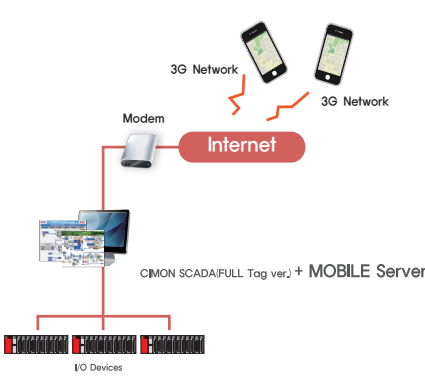 3G Network
3G Network
Modem
Internet
CIMON SCADA(FULL Tag ver.) + MOBILE Server
I/O Devices